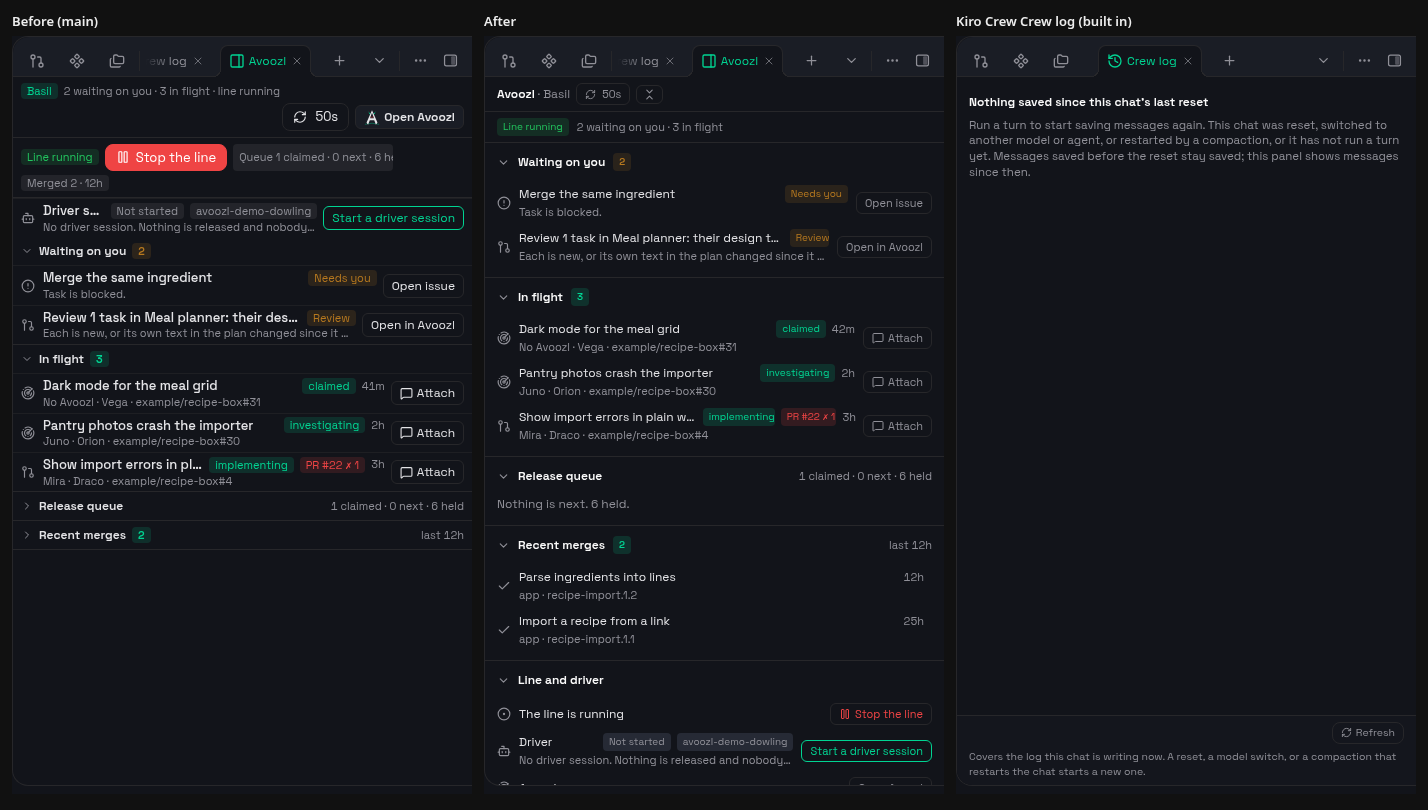 Before (main)
ew log
Avoozl
Basil 2 waiting on you · 3 in flight · line running
50s Open Avoozl
Line running Stop the line Queue 1 claimed · 0 next · 6 he
Merged 2 · 12h
Driver s... Not started avoozl-demo-dowling Start a driver session
No driver session. Nothing is released and nobody...
Waiting on you 2
Merge the same ingredient Needs you Open issue
Task is blocked.
Review 1 task in Meal planner: their des... Review Open in Avoozl
Each is new, or its own text in the plan changed since it ...
In flight 3
Dark mode for the meal grid claimed 41m Attach
No Avoozl · Vega · example/recipe-box#31
Pantry photos crash the importer investigating 2h Attach
Juno · Orion · example/recipe-box#30
Show import errors in pl... implementing PR #22 ✗ 1 3h Attach
Mira · Draco · example/recipe-box#4
Release queue 1 claimed · 0 next · 6 held
Recent merges 2 last 12h
After
ew log
Avoozl
Avoozl · Basil 50s
Line running 2 waiting on you · 3 in flight
Waiting on you 2
Merge the same ingredient Needs you Open issue
Task is blocked.
Review 1 task in Meal planner: their design t... Review Open in Avoozl
Each is new, or its own text in the plan changed since it ...
In flight 3
Dark mode for the meal grid claimed 42m Attach
No Avoozl · Vega · example/recipe-box#31
Pantry photos crash the importer investigating 2h Attach
Juno · Orion · example/recipe-box#30
Show import errors in plain w... implementing PR #22 ✗ 1 3h Attach
Mira · Draco · example/recipe-box#4
Release queue 1 claimed · 0 next · 6 held
Nothing is next. 6 held.
Recent merges 2 last 12h
Parse ingredients into lines 12h
app · recipe-import.1.2
Import a recipe from a link 25h
app · recipe-import.1.1
Line and driver
The line is running Stop the line
Driver Not started avoozl-demo-dowling Start a driver session
No driver session. Nothing is released and nobody...
Kiro Crew Crew log (built in)
Crew log
Nothing saved since this chat's last reset
Run a turn to start saving messages again. This chat was reset, switched to
another model or agent, or restarted by a compaction, or it has not run a turn
yet. Messages saved before the reset stay saved; this panel shows messages
since then.
Refresh
Covers the log this chat is writing now. A reset, a model switch, or a compaction that
restarts the chat starts a new one.